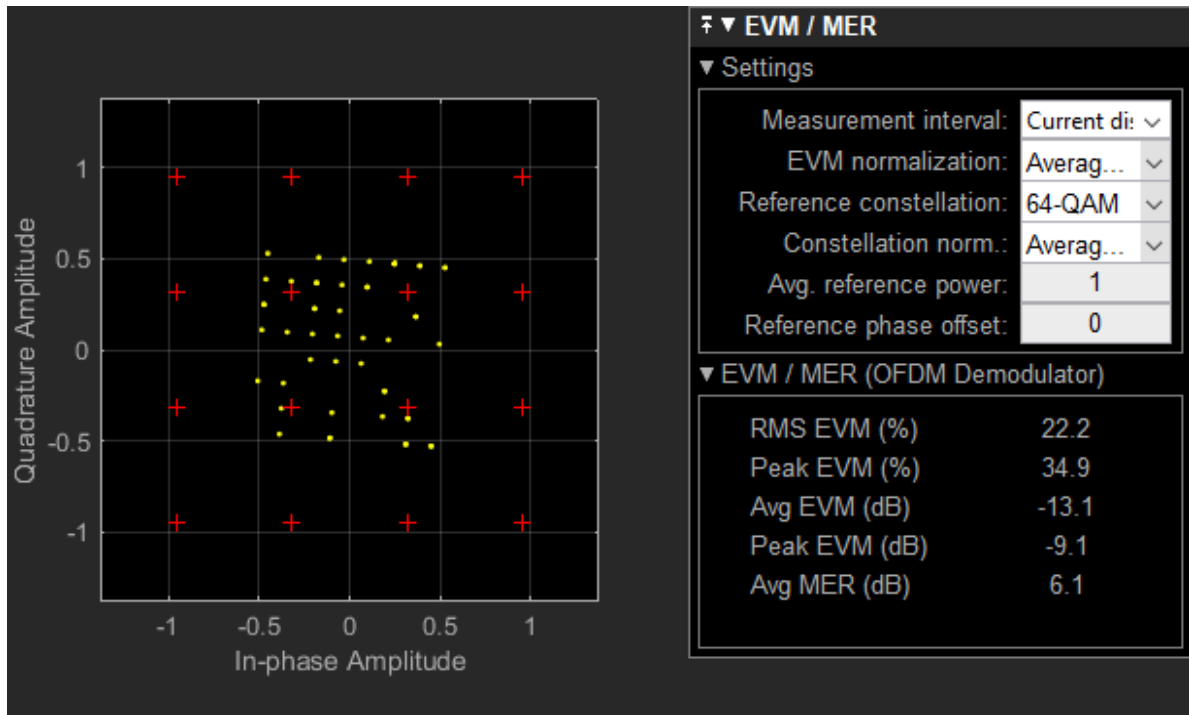 EVM / MER
Settings
Measurement interval: Current di
EVM normalization: Averag...
Reference constellation: 64-QAM
Constellation norm.: Averag...
Avg. reference power: 1
Reference phase offset: 0
EVM / MER (OFDM Demodulator)
RMS EVM (%) 22.2
Peak EVM (%) 34.9
Avg EVM (dB) -13.1
Peak EVM (dB) -9.1
Avg MER (dB) 6.1
Quadrature Amplitude
1
0.5
0
-0.5
-1
-1 -0.5 0 0.5 1
In-phase Amplitude